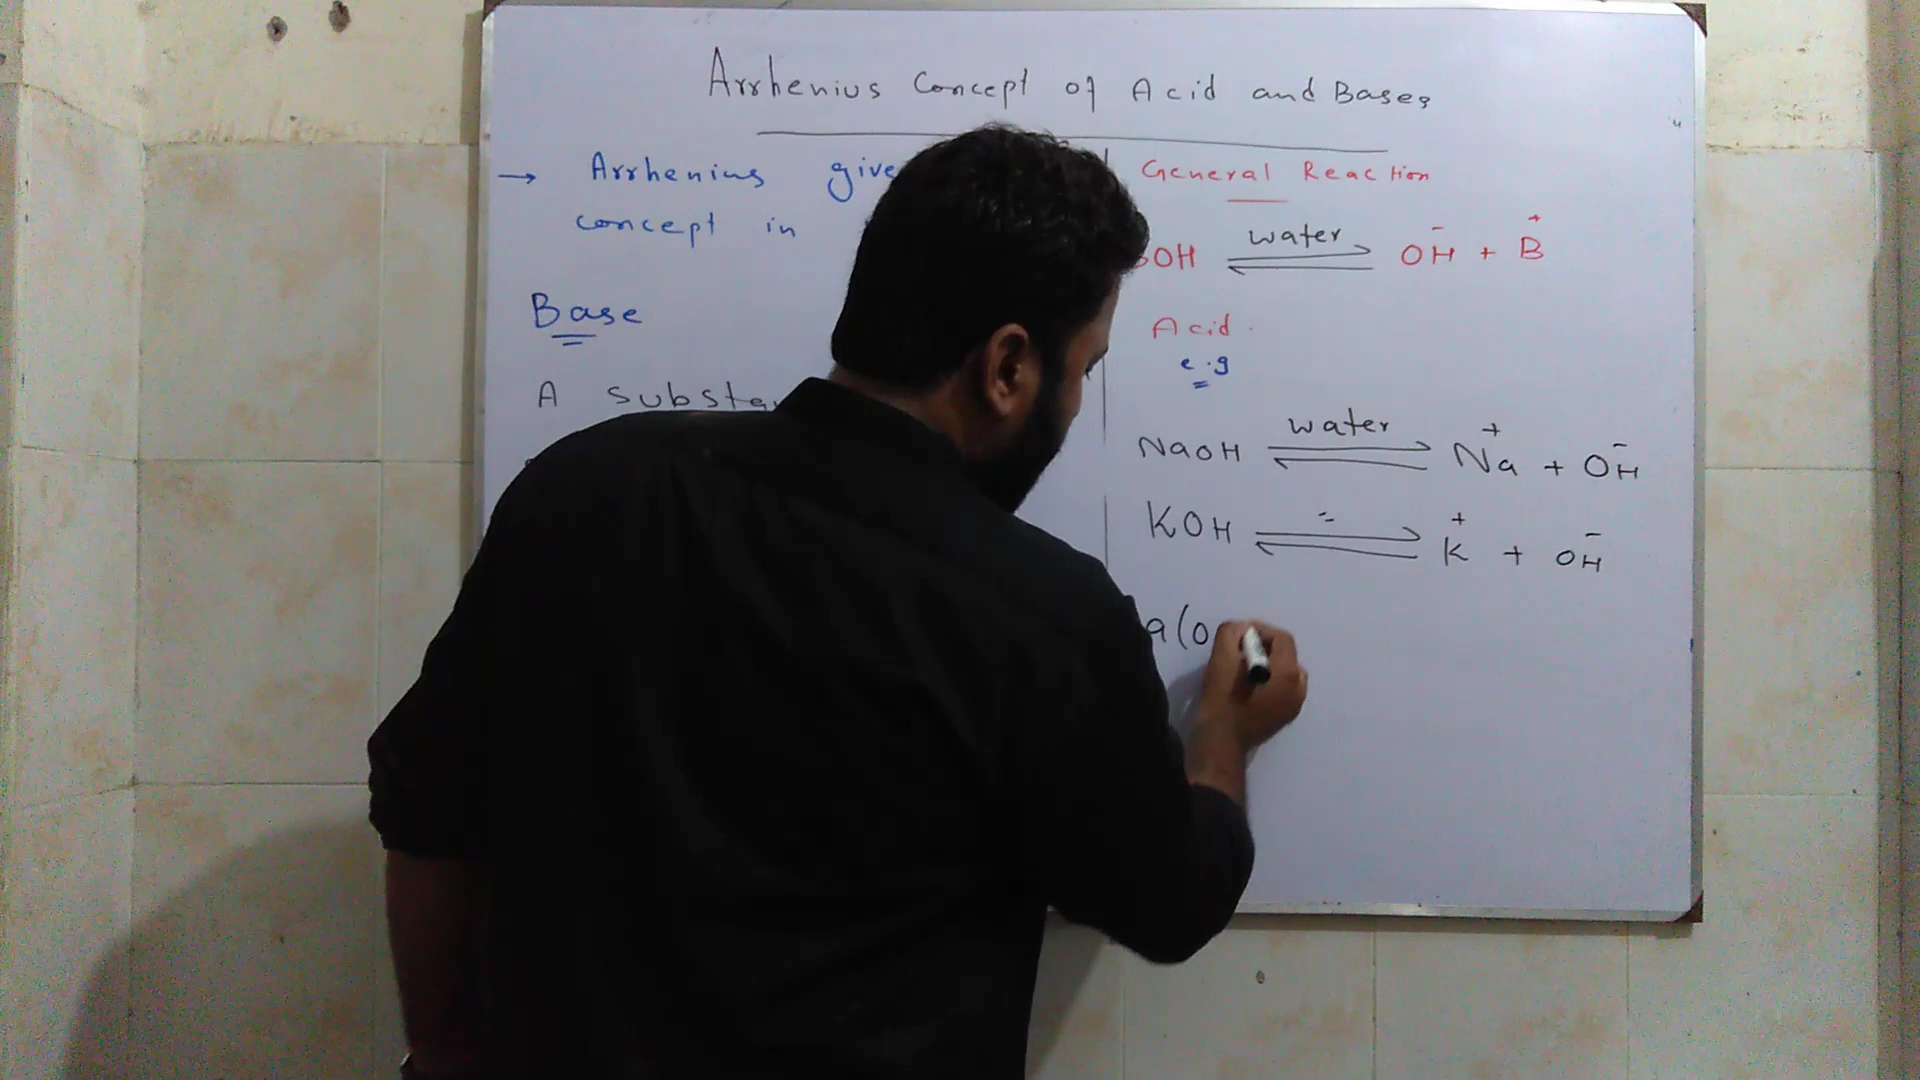 Arrhenius Concept of Acid and Bases
→ Arrhenius give
concept in
Base
A substa
General Reaction
OH ⇌ water OH⁻ + B⁺
Acid.
e.g
NaOH ⇌ water Na⁺ + OH⁻
KOH ⇌ = K⁺ + OH⁻
a(o